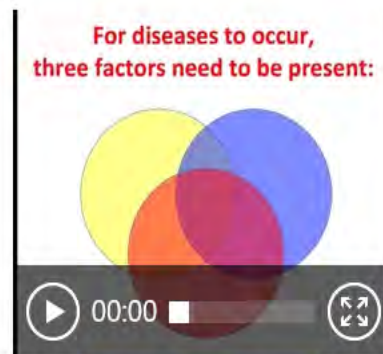 For diseases to occur,
three factors need to be present:
00:00